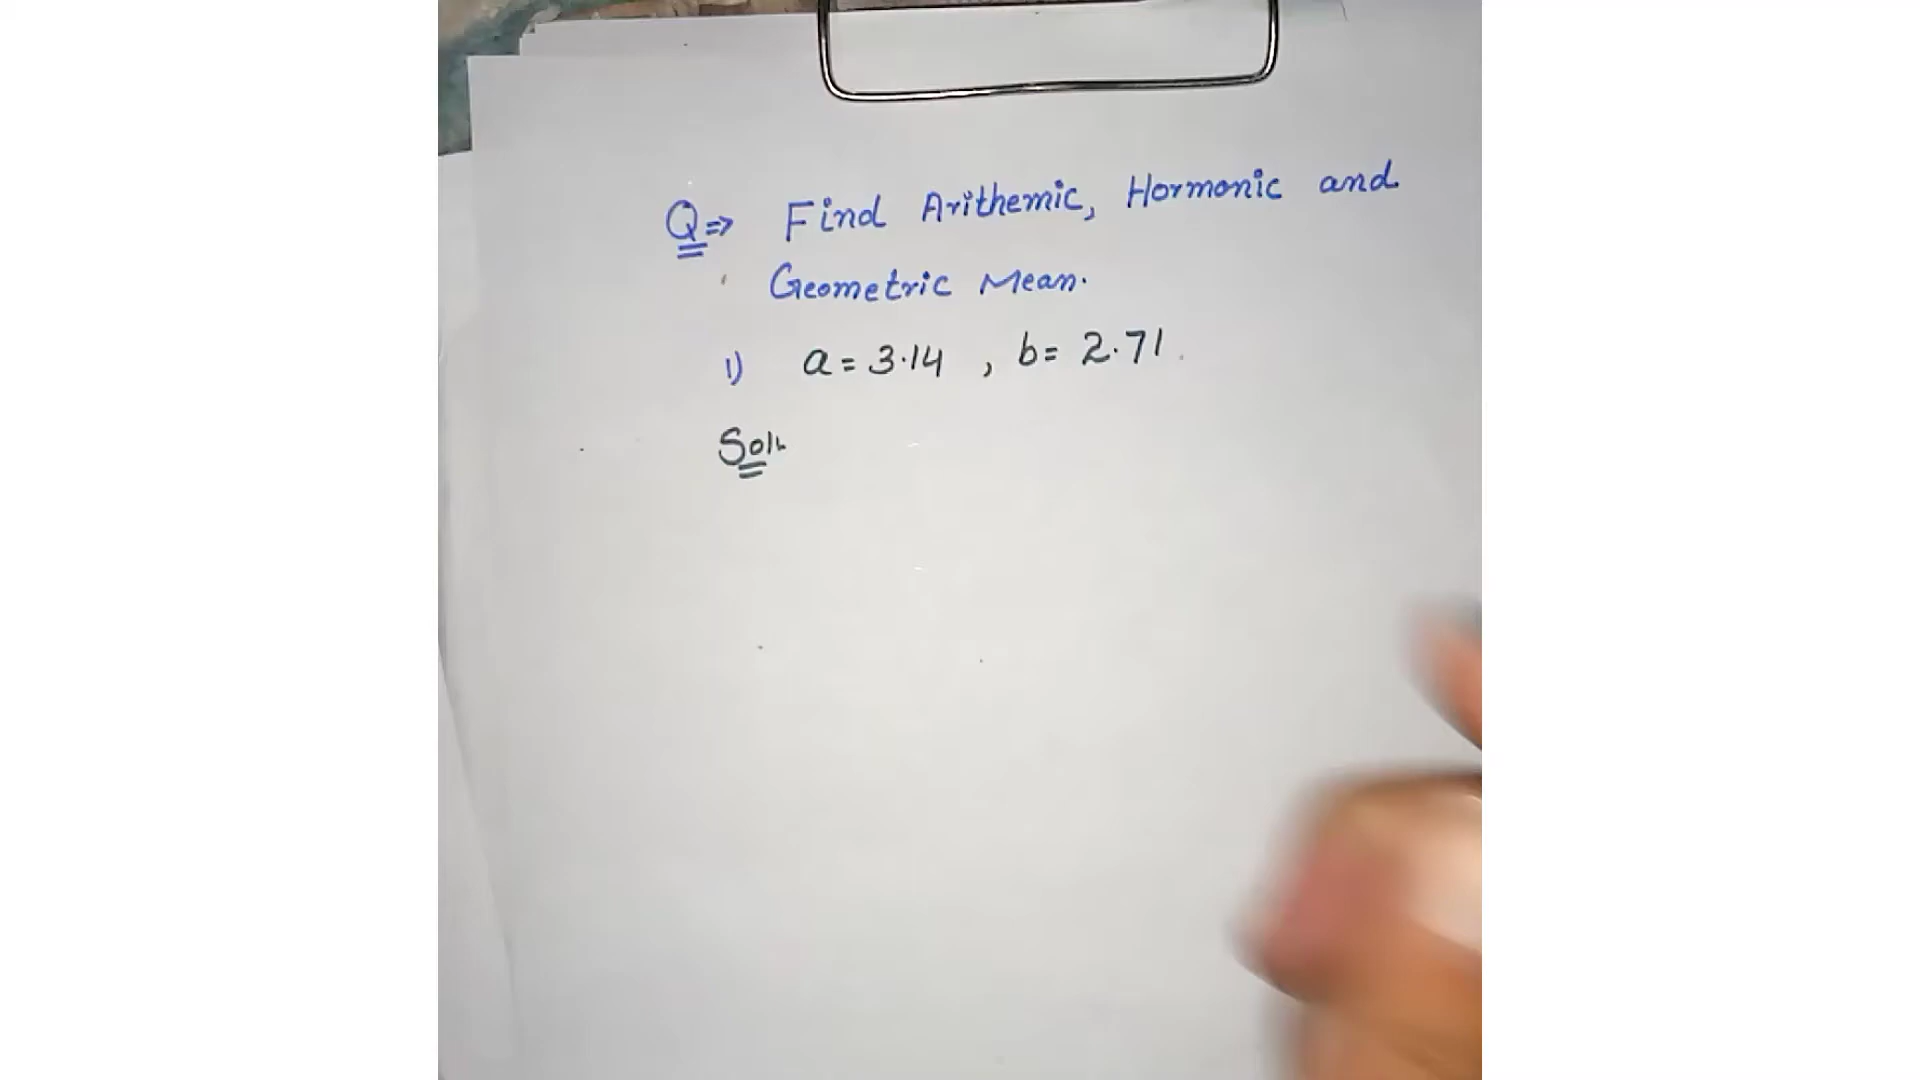 Q⇒ Find Arithemic, Hormonic and
Geometric Mean.
1) a = 3.14 , b = 2.71
Soln